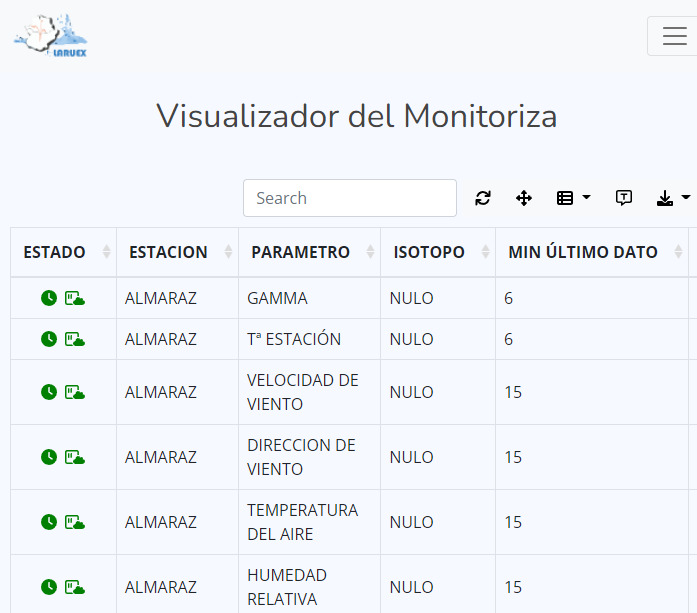 LARUEX
Visualizador del Monitoriza
Search
ESTADO ESTACION PARAMETRO ISOTOPO MIN ÚLTIMO DATO
ALMARAZ GAMMA NULO 6
ALMARAZ Tª ESTACIÓN NULO 6
ALMARAZ VELOCIDAD DE VIENTO NULO 15
ALMARAZ DIRECCION DE VIENTO NULO 15
ALMARAZ TEMPERATURA DEL AIRE NULO 15
ALMARAZ HUMEDAD RELATIVA NULO 15